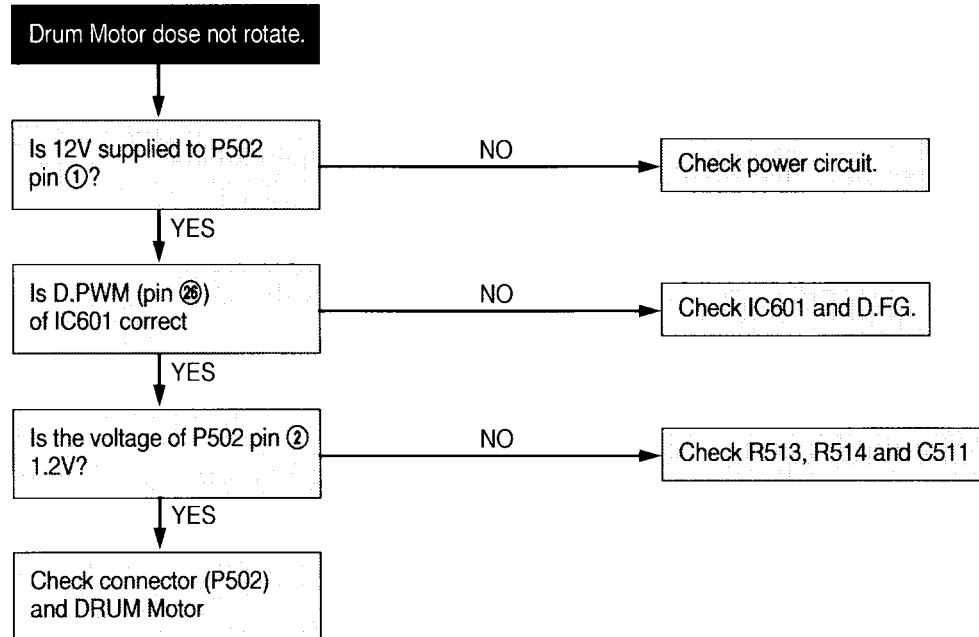 Drum Motor dose not rotate.
Is 12V supplied to P502
pin ①?
NO
Check power circuit.
YES
Is D.PWM (pin ㉖)
of IC601 correct
NO
Check IC601 and D.FG.
YES
Is the voltage of P502 pin ②
1.2V?
NO
Check R513, R514 and C511
YES
Check connector (P502)
and DRUM Motor